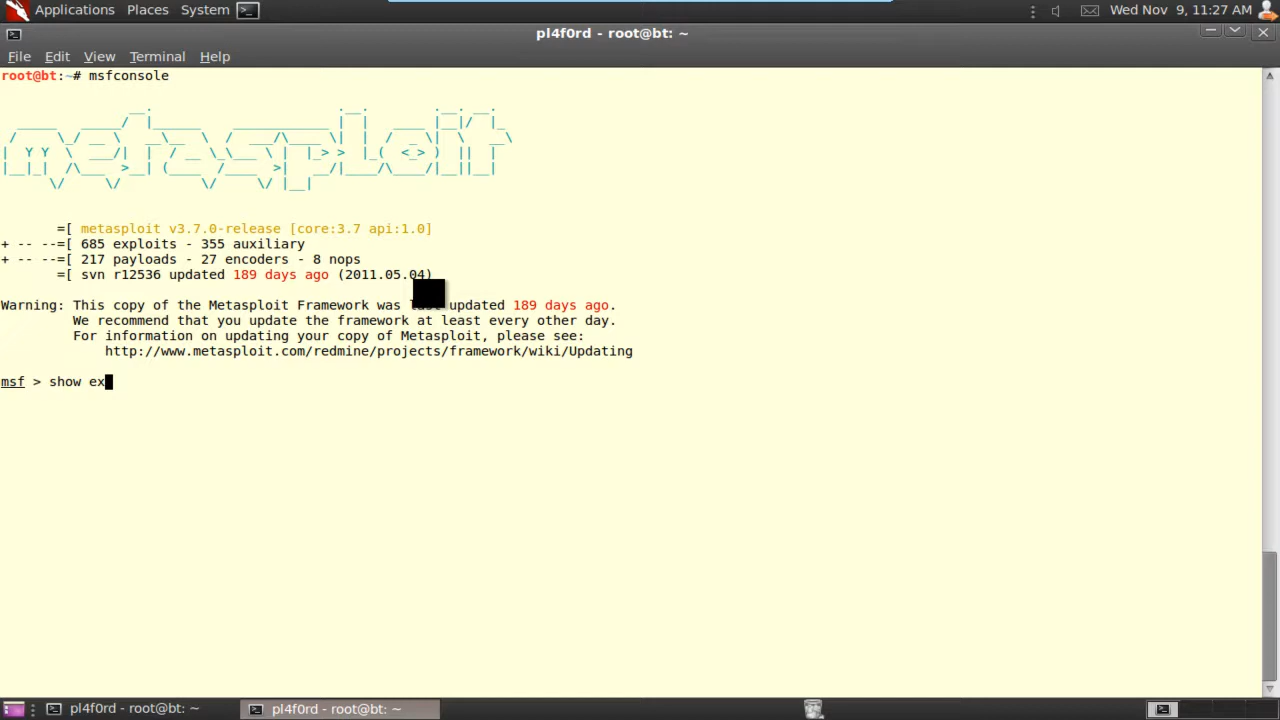 Applications Places System Wed Nov 9, 11:27 AM
pl4f0rd - root@bt: ~
File Edit View Terminal Help
root@bt:~# msfconsole
metasploit
=[ metasploit v3.7.0-release [core:3.7 api:1.0]
+ -- --=[ 685 exploits - 355 auxiliary
+ -- --=[ 217 payloads - 27 encoders - 8 nops
=[ svn r12536 updated 189 days ago (2011.05.04)
Warning: This copy of the Metasploit Framework was last updated 189 days ago.
We recommend that you update the framework at least every other day.
For information on updating your copy of Metasploit, please see:
http://www.metasploit.com/redmine/projects/framework/wiki/Updating
msf > show ex
pl4f0rd - root@bt: ~ pl4f0rd - root@bt: ~